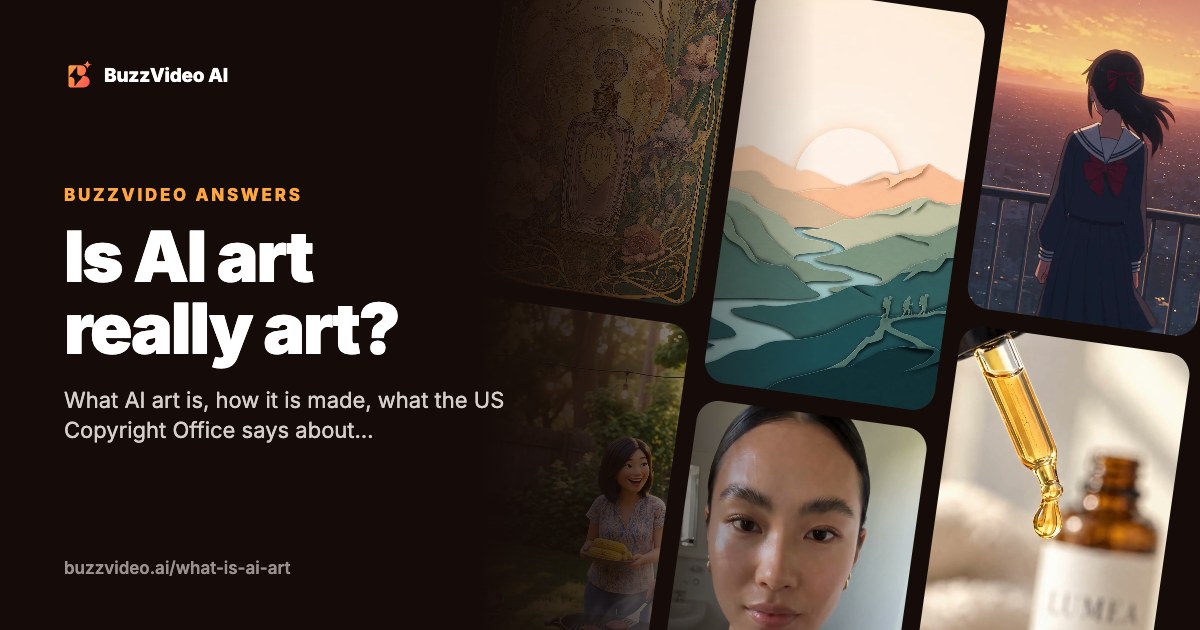 BuzzVideo AI
BUZZVIDEO ANSWERS
Is AI art
really art?
What AI art is, how it is made, what the US
Copyright Office says about...
buzzvideo.ai/what-is-ai-art
LUMEA